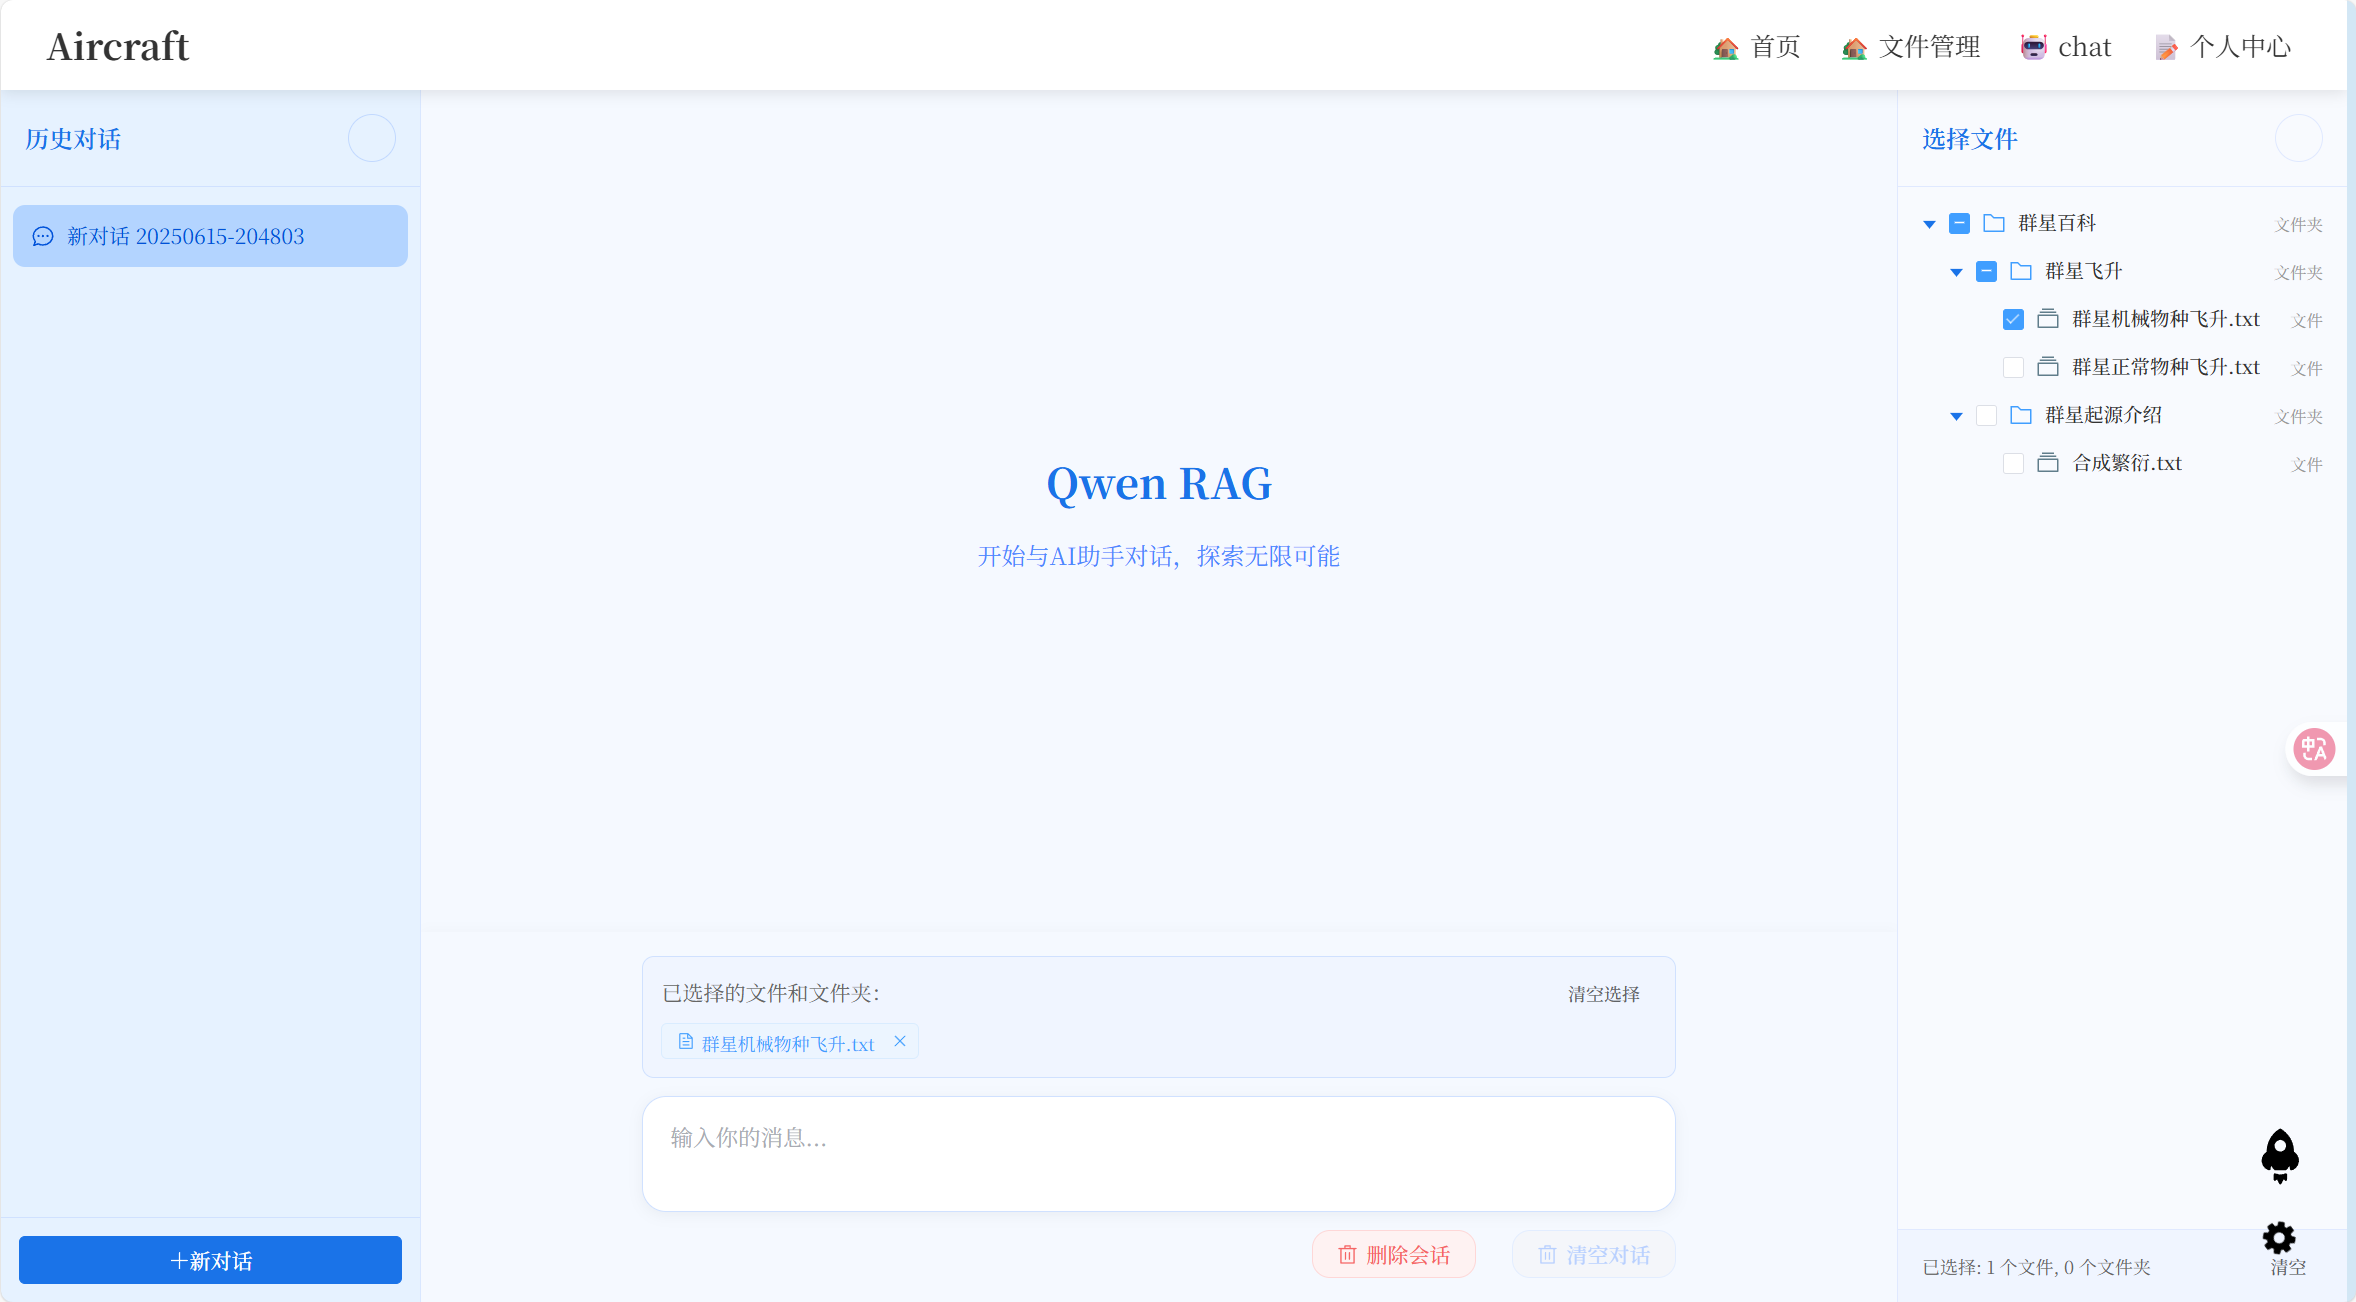 Aircraft
首页
文件管理
chat
个人中心
历史对话
新对话 20250615-204803
+新对话
Qwen RAG
开始与AI助手对话，探索无限可能
已选择的文件和文件夹：
清空选择
群星机械物种飞升.txt
输入你的消息...
删除会话
清空对话
选择文件
群星百科 文件夹
群星飞升 文件夹
群星机械物种飞升.txt 文件
群星正常物种飞升.txt 文件
群星起源介绍 文件夹
合成繁衍.txt 文件
中A
已选择: 1 个文件, 0 个文件夹
清空